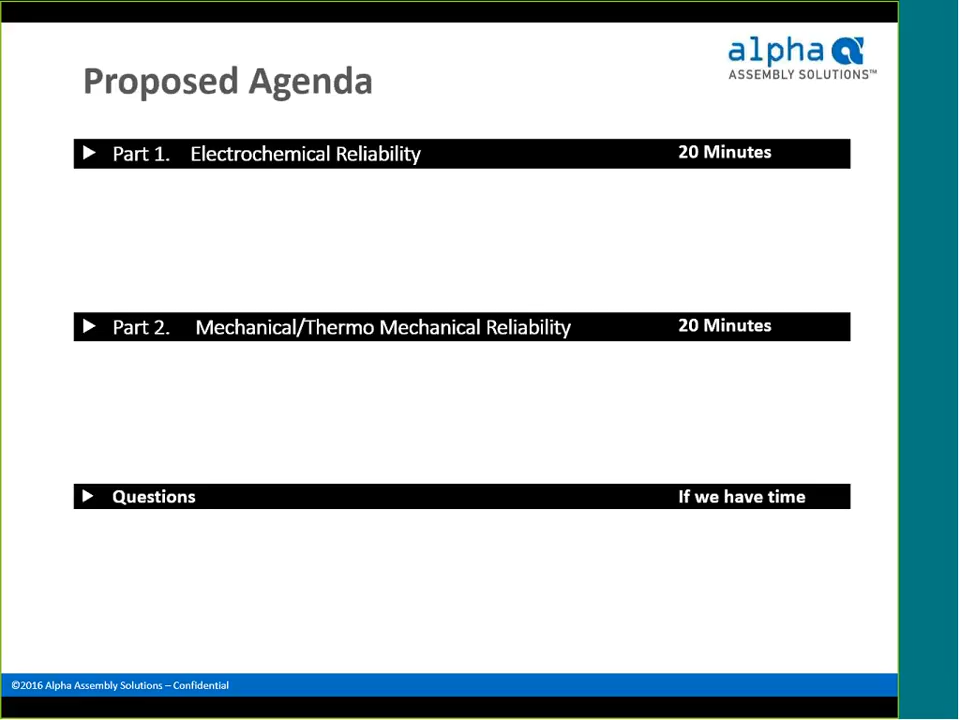 alpha
ASSEMBLY SOLUTIONS™
Proposed Agenda
Part 1. Electrochemical Reliability 20 Minutes
Part 2. Mechanical/Thermo Mechanical Reliability 20 Minutes
Questions If we have time
©2016 Alpha Assembly Solutions – Confidential